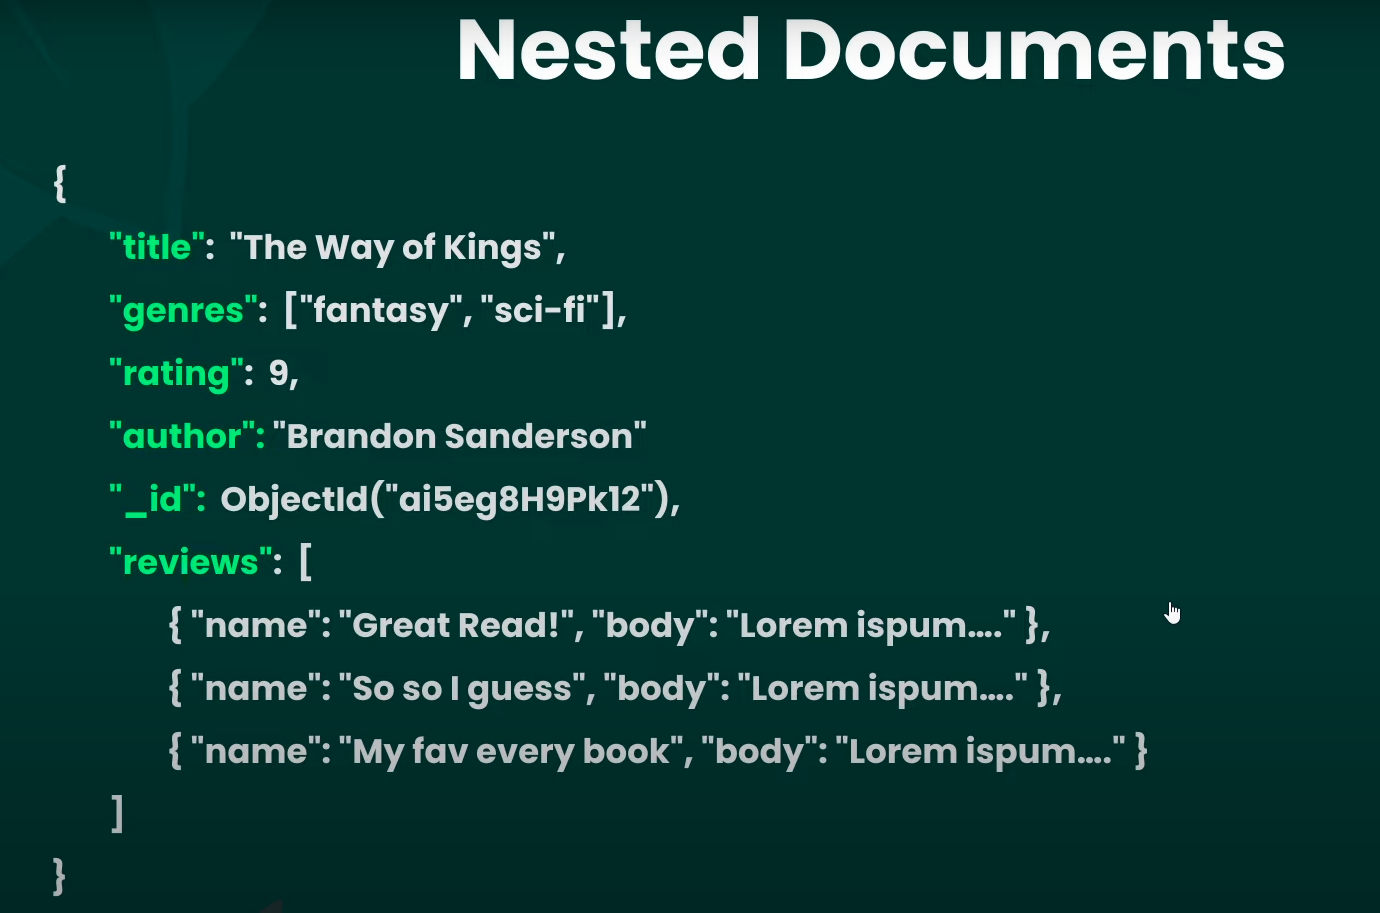 Nested Documents
{
"title": "The Way of Kings",
"genres": ["fantasy", "sci-fi"],
"rating": 9,
"author": "Brandon Sanderson"
"_id": ObjectId("ai5eg8H9Pk12"),
"reviews": [
{ "name": "Great Read!", "body": "Lorem ispum...." },
{ "name": "So so I guess", "body": "Lorem ispum...." },
{ "name": "My fav every book", "body": "Lorem ispum...." }
]
}